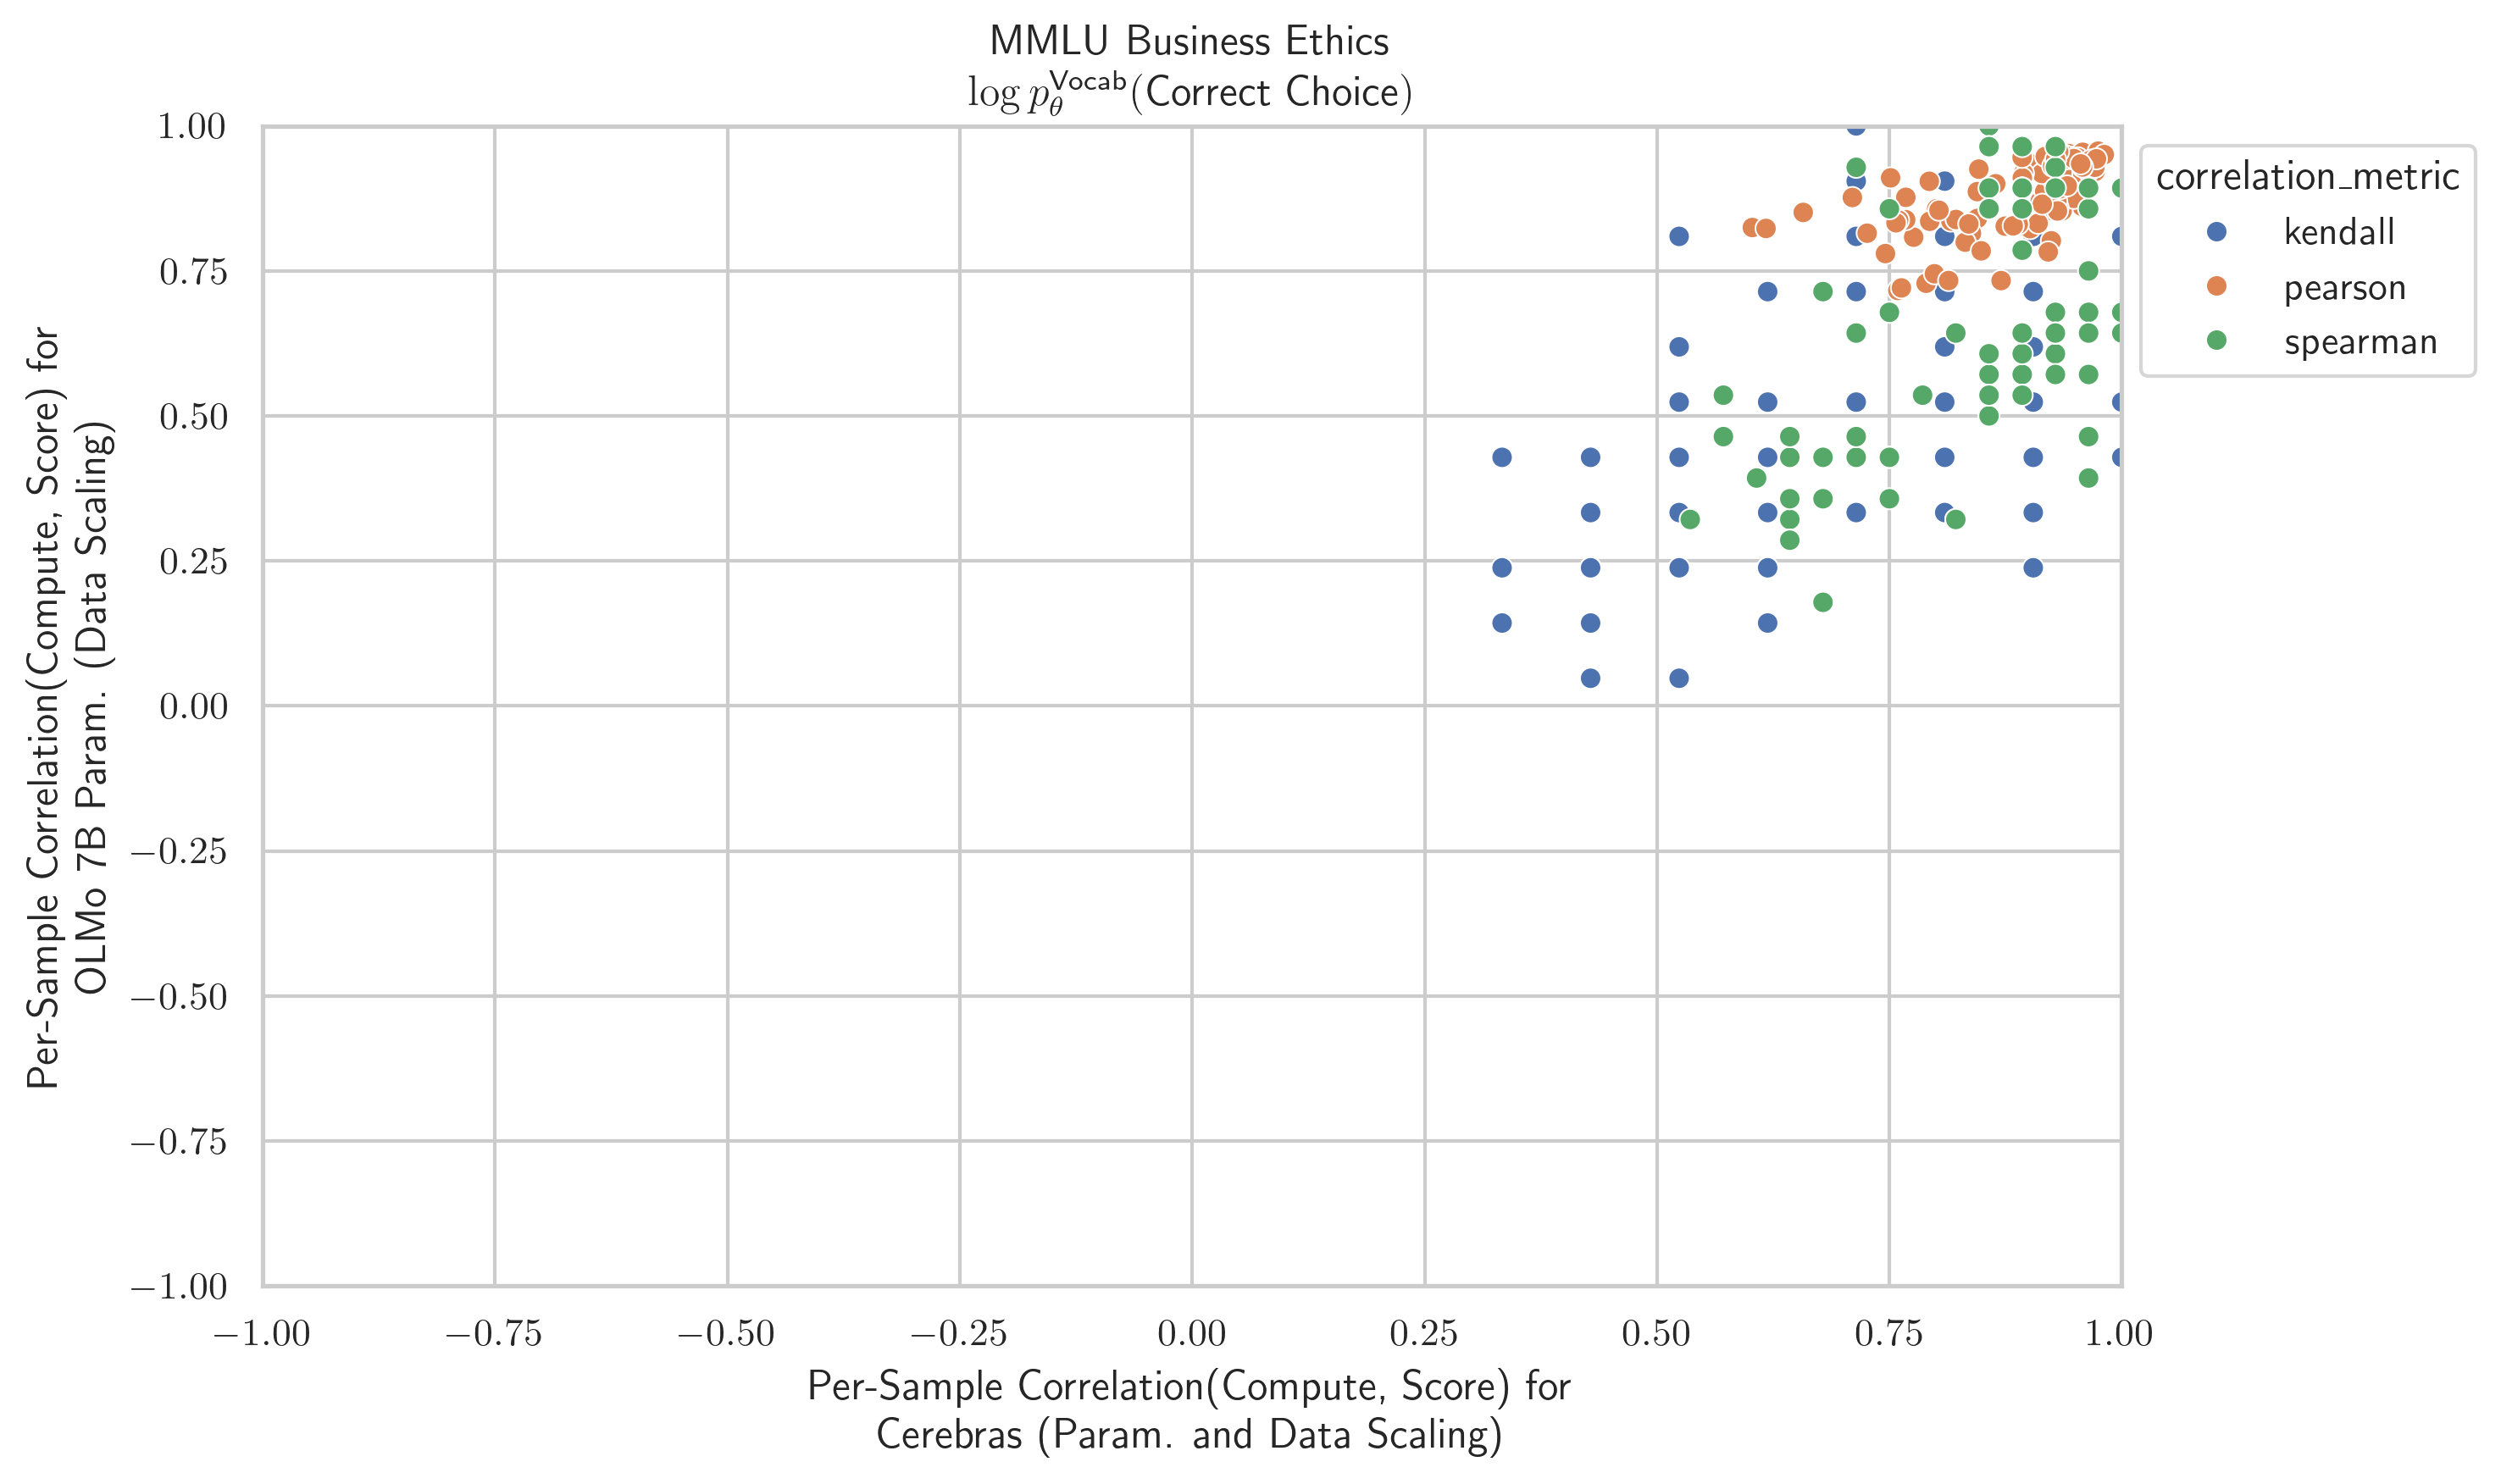 MMLU Business Ethics
log p_θ^Vocab(Correct Choice)
Per-Sample Correlation(Compute, Score) for
OLMo 7B Param. (Data Scaling)
1.00
0.75
0.50
0.25
0.00
−0.25
−0.50
−0.75
−1.00
correlation_metric
kendall
pearson
spearman
−1.00 −0.75 −0.50 −0.25 0.00 0.25 0.50 0.75 1.00
Per-Sample Correlation(Compute, Score) for
Cerebras (Param. and Data Scaling)